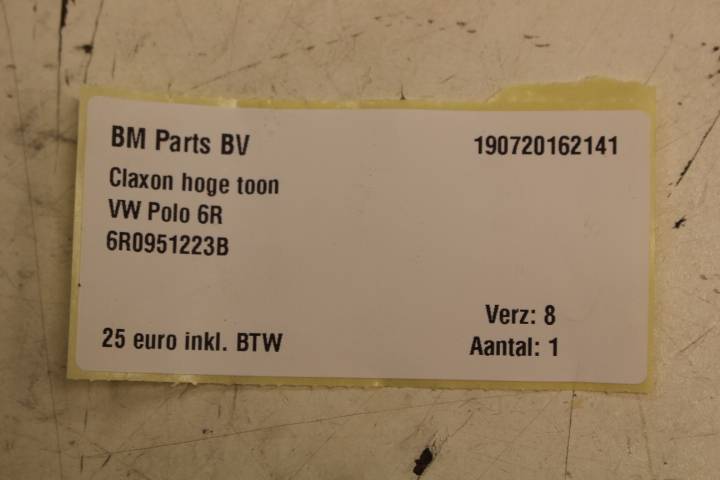 BM Parts BV 190720162141
Claxon hoge toon
VW Polo 6R
6R0951223B
Verz: 8
25 euro inkl. BTW Aantal: 1